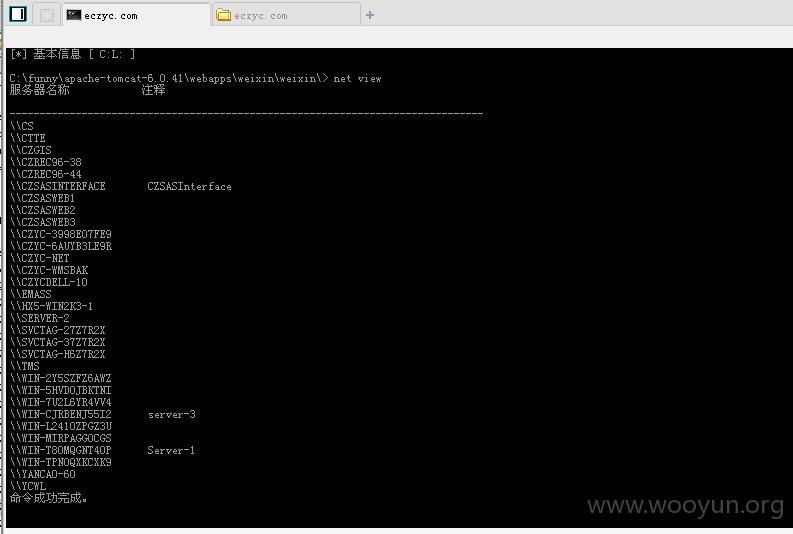 eczyc.com eczyc.com
[*] 基本信息 [ C:L: ]
C:\funny\apache-tomcat-6.0.41\webapps\weixin\weixin\> net view
服务器名称 注释
-------------------------------------------------------------------------------
\\CS
\\CTTE
\\CZGIS
\\CZREC96-38
\\CZREC96-44
\\CZSASINTERFACE CZSASInterface
\\CZSASWEB1
\\CZSASWEB2
\\CZSASWEB3
\\CZYC-3998E07FE9
\\CZYC-6AUYB3LE9R
\\CZYC-NET
\\CZYC-WMSBAK
\\CZYCDELL-10
\\EMASS
\\HX5-WIN2K3-1
\\SERVER-2
\\SVCTAG-27Z7R2X
\\SVCTAG-37Z7R2X
\\SVCTAG-H6Z7R2X
\\TMS
\\WIN-2Y5SZFZ6AWZ
\\WIN-5HVDOJBKTNI
\\WIN-7U2L6YR4VV4
\\WIN-CJRBENJ55I2 server-3
\\WIN-L241OZPGZ3U
\\WIN-MIRPAGGOCGS
\\WIN-T8OMQGNT4OP Server-1
\\WIN-TPNOQXKCXK9
\\YANCAO-60
\\YCWL
命令成功完成。
www.wooyun.org